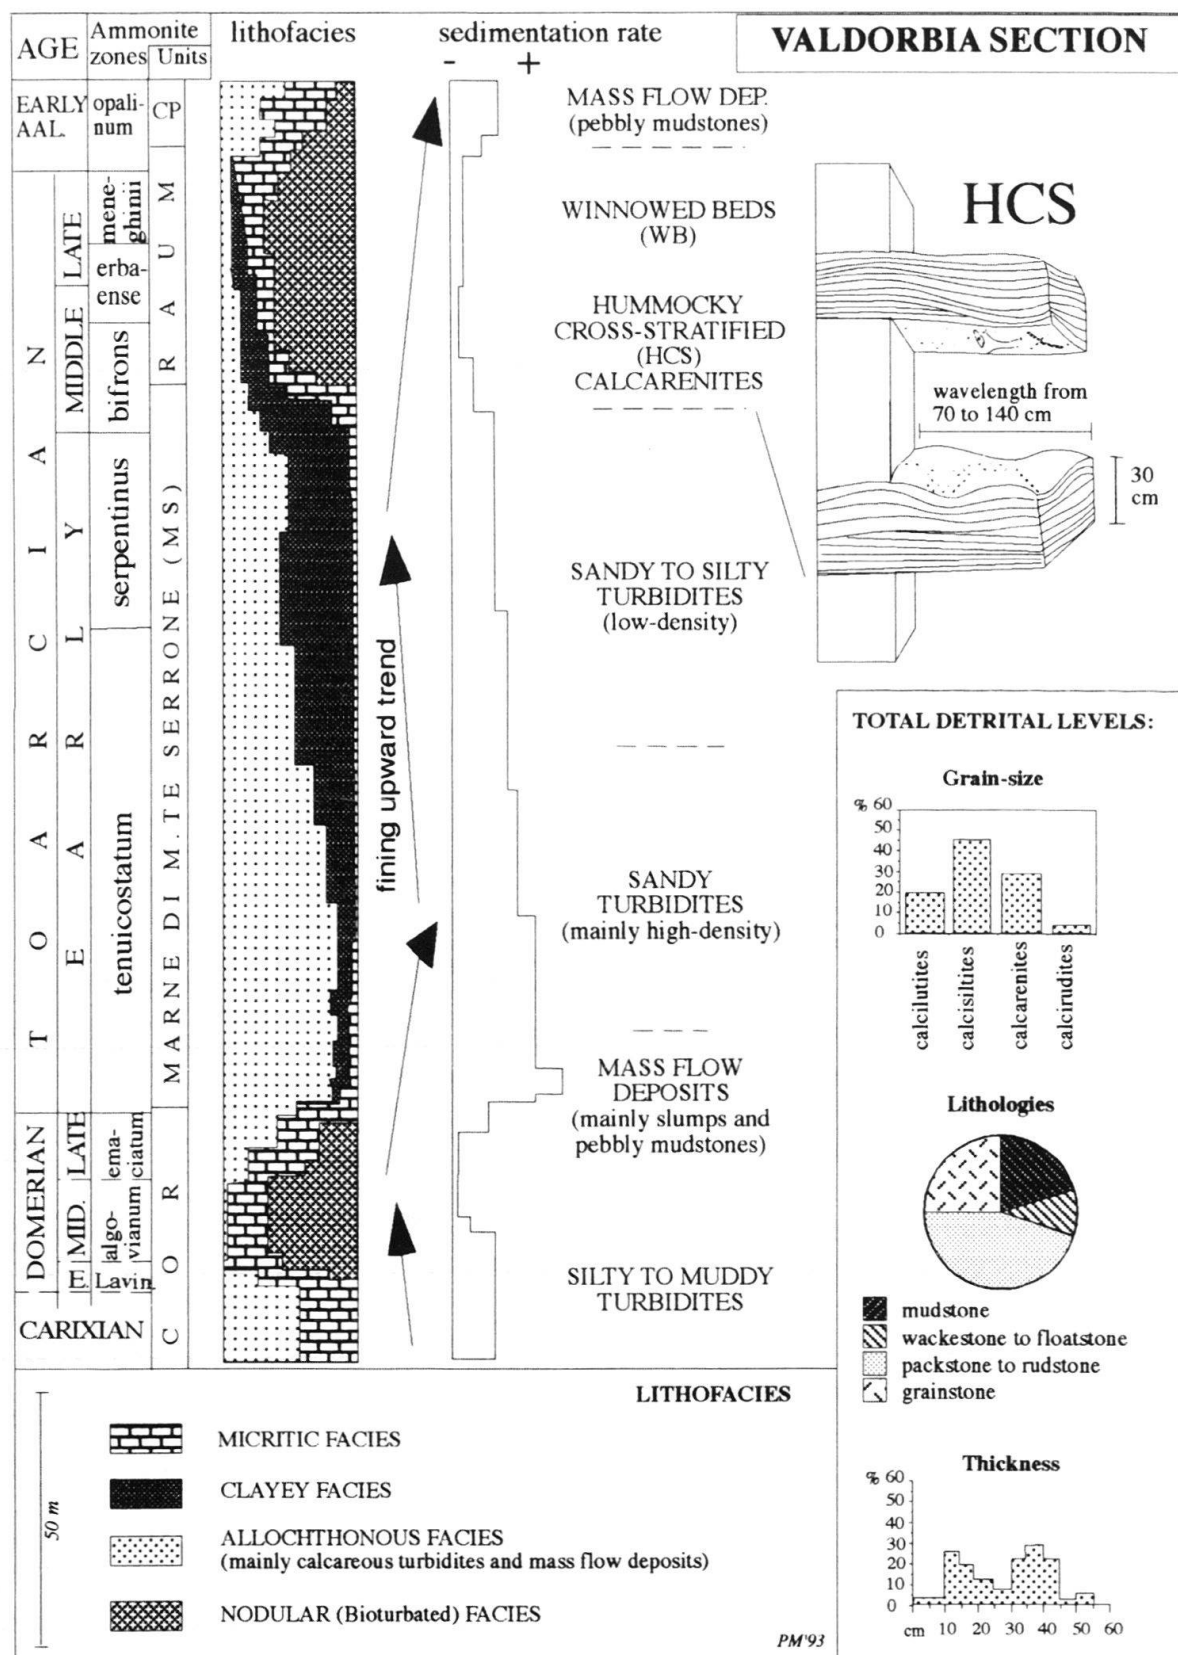 VALDORBIA SECTION
AGE
Ammonite
zones
Units
lithofacies
sedimentation rate
- +
EARLY
AAL.
opali-
num
CP
TOARCIAN
LATE
mene-
ghinii
erba-
ense
MIDDLE
bifrons
RAUM
EARLY
serpentinus
tenuicostatum
MARNE DI M.TE SERRONE (MS)
DOMERIAN
LATE
ema-
ciatum
MID.
algo-
vianum
E.
Lavin.
CARIXIAN
COR
fining upward trend
MASS FLOW DEP.
(pebbly mudstones)
WINNOWED BEDS
(WB)
HUMMOCKY
CROSS-STRATIFIED
(HCS)
CALCARENITES
SANDY TO SILTY
TURBIDITES
(low-density)
SANDY
TURBIDITES
(mainly high-density)
MASS FLOW
DEPOSITS
(mainly slumps and
pebbly mudstones)
SILTY TO MUDDY
TURBIDITES
HCS
wavelength from
70 to 140 cm
30
cm
TOTAL DETRITAL LEVELS:
Grain-size
% 60
50
40
30
20
10
0
calcilutites
calcisiltites
calcarenites
calcirudites
Lithologies
mudstone
wackestone to floatstone
packstone to rudstone
grainstone
Thickness
% 60
50
40
30
20
10
0
cm 10 20 30 40 50 60
LITHOFACIES
50 m
MICRITIC FACIES
CLAYEY FACIES
ALLOCHTHONOUS FACIES
(mainly calcareous turbidites and mass flow deposits)
NODULAR (Bioturbated) FACIES
PM'93